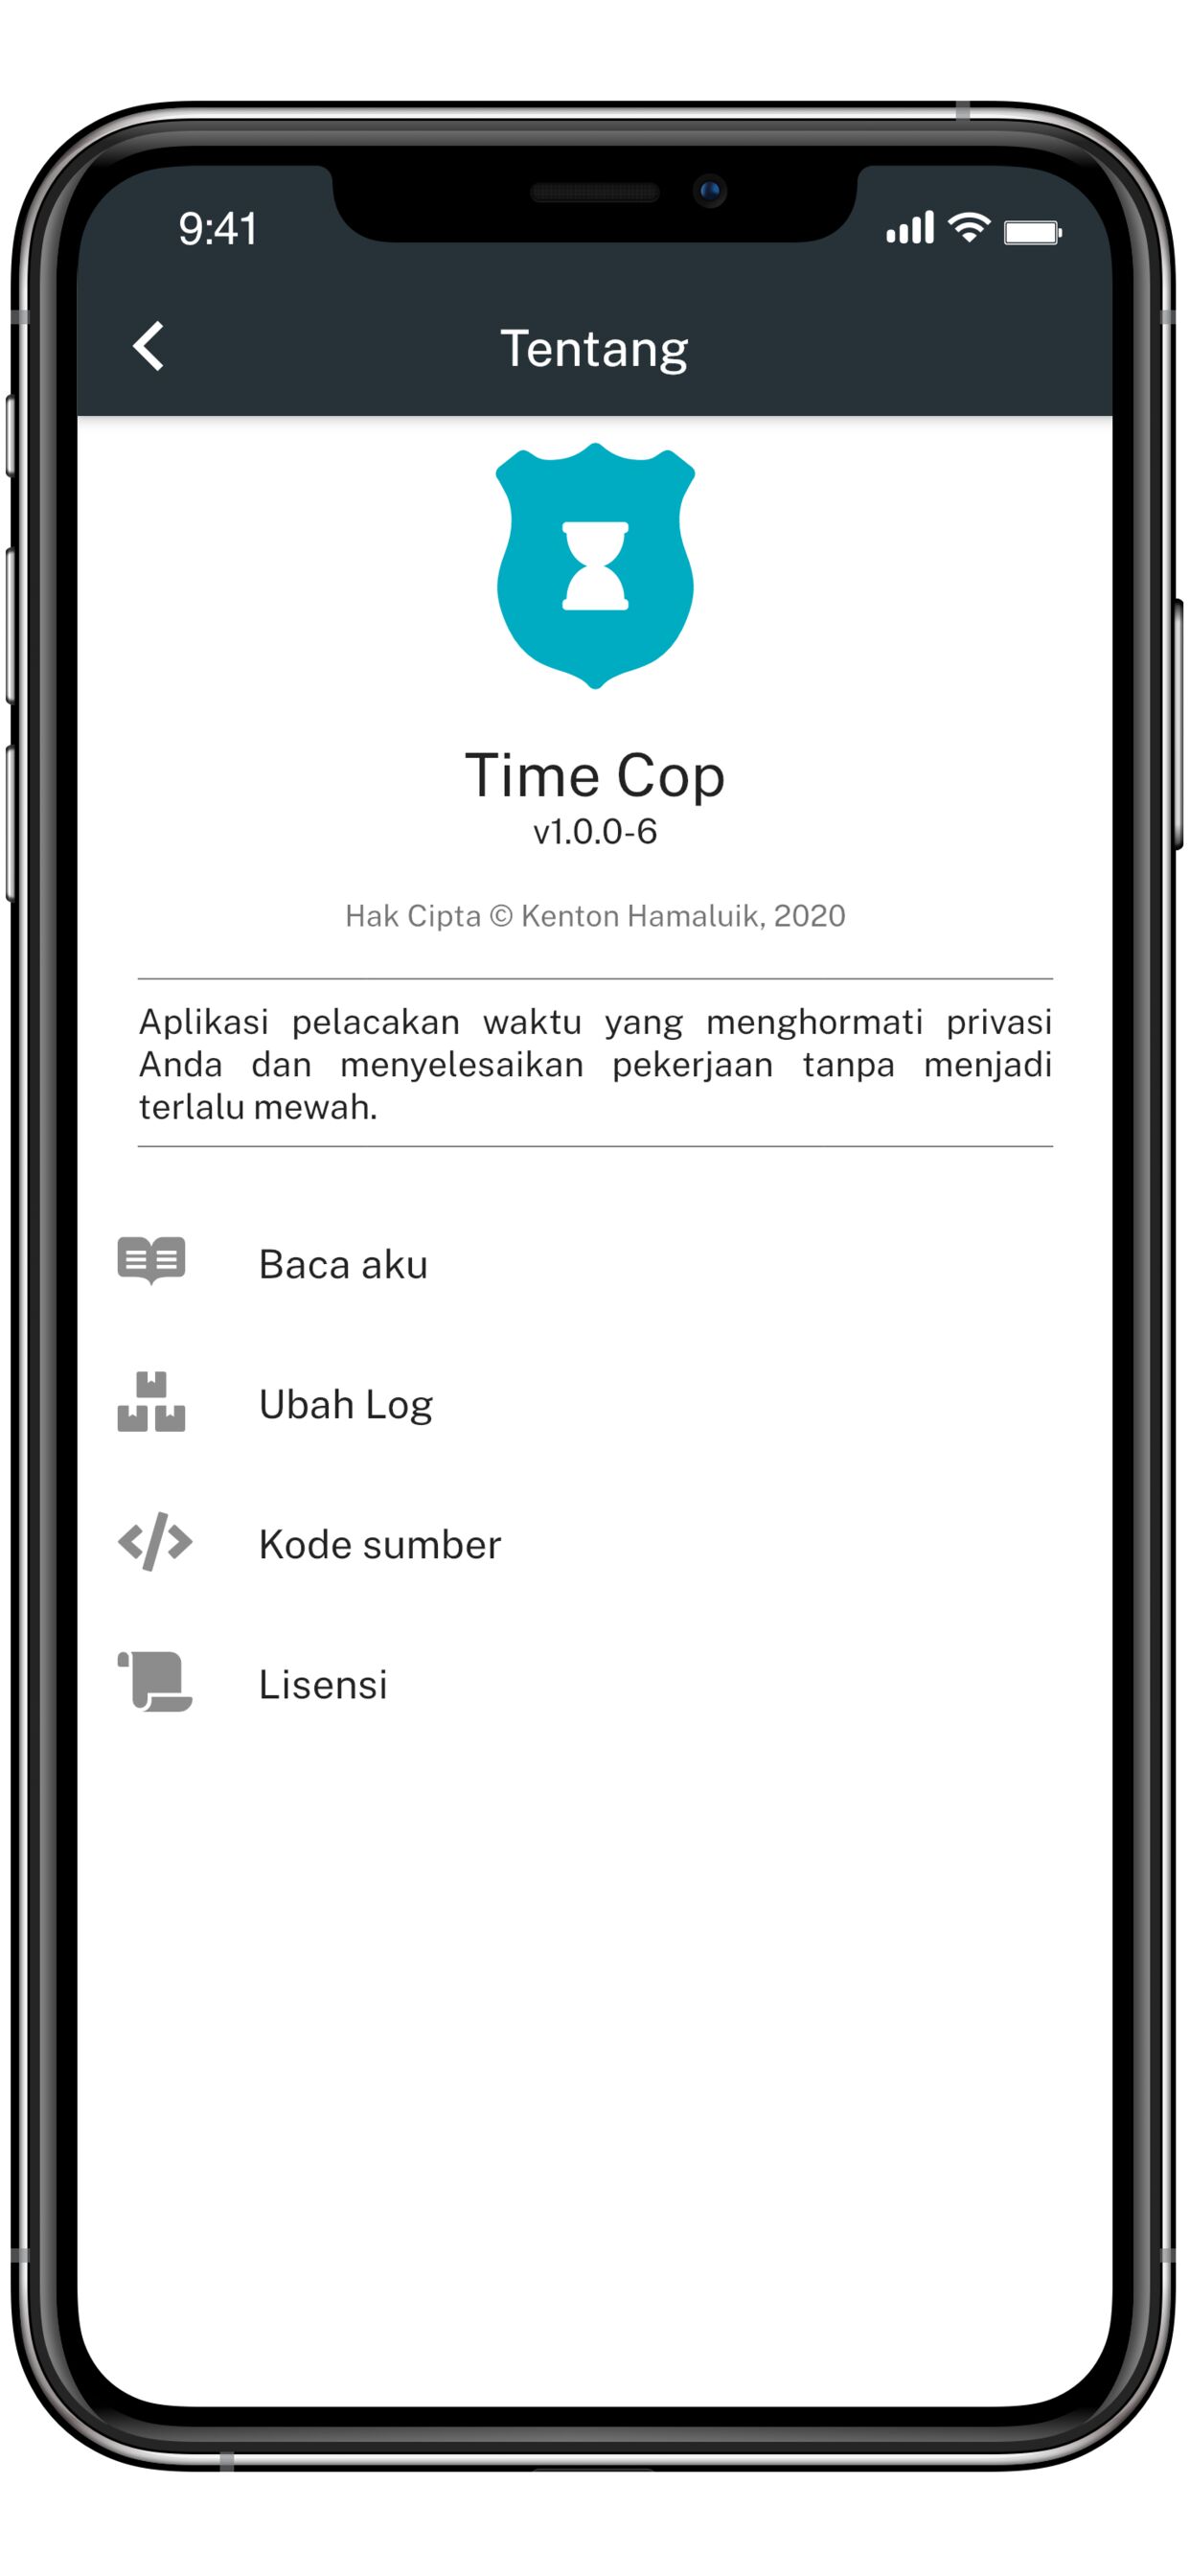 9:41
Tentang
Time Cop
v1.0.0-6
Hak Cipta © Kenton Hamaluik, 2020
Aplikasi pelacakan waktu yang menghormati privasi
Anda dan menyelesaikan pekerjaan tanpa menjadi
terlalu mewah.
Baca aku
Ubah Log
Kode sumber
Lisensi